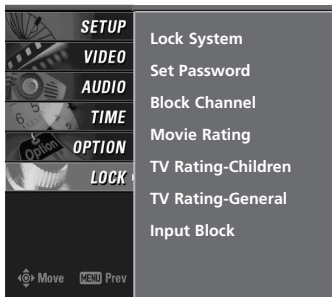 SETUP
VIDEO
AUDIO
TIME
OPTION
LOCK
Move MENU Prev
Lock System
Set Password
Block Channel
Movie Rating
TV Rating-Children
TV Rating-General
Input Block